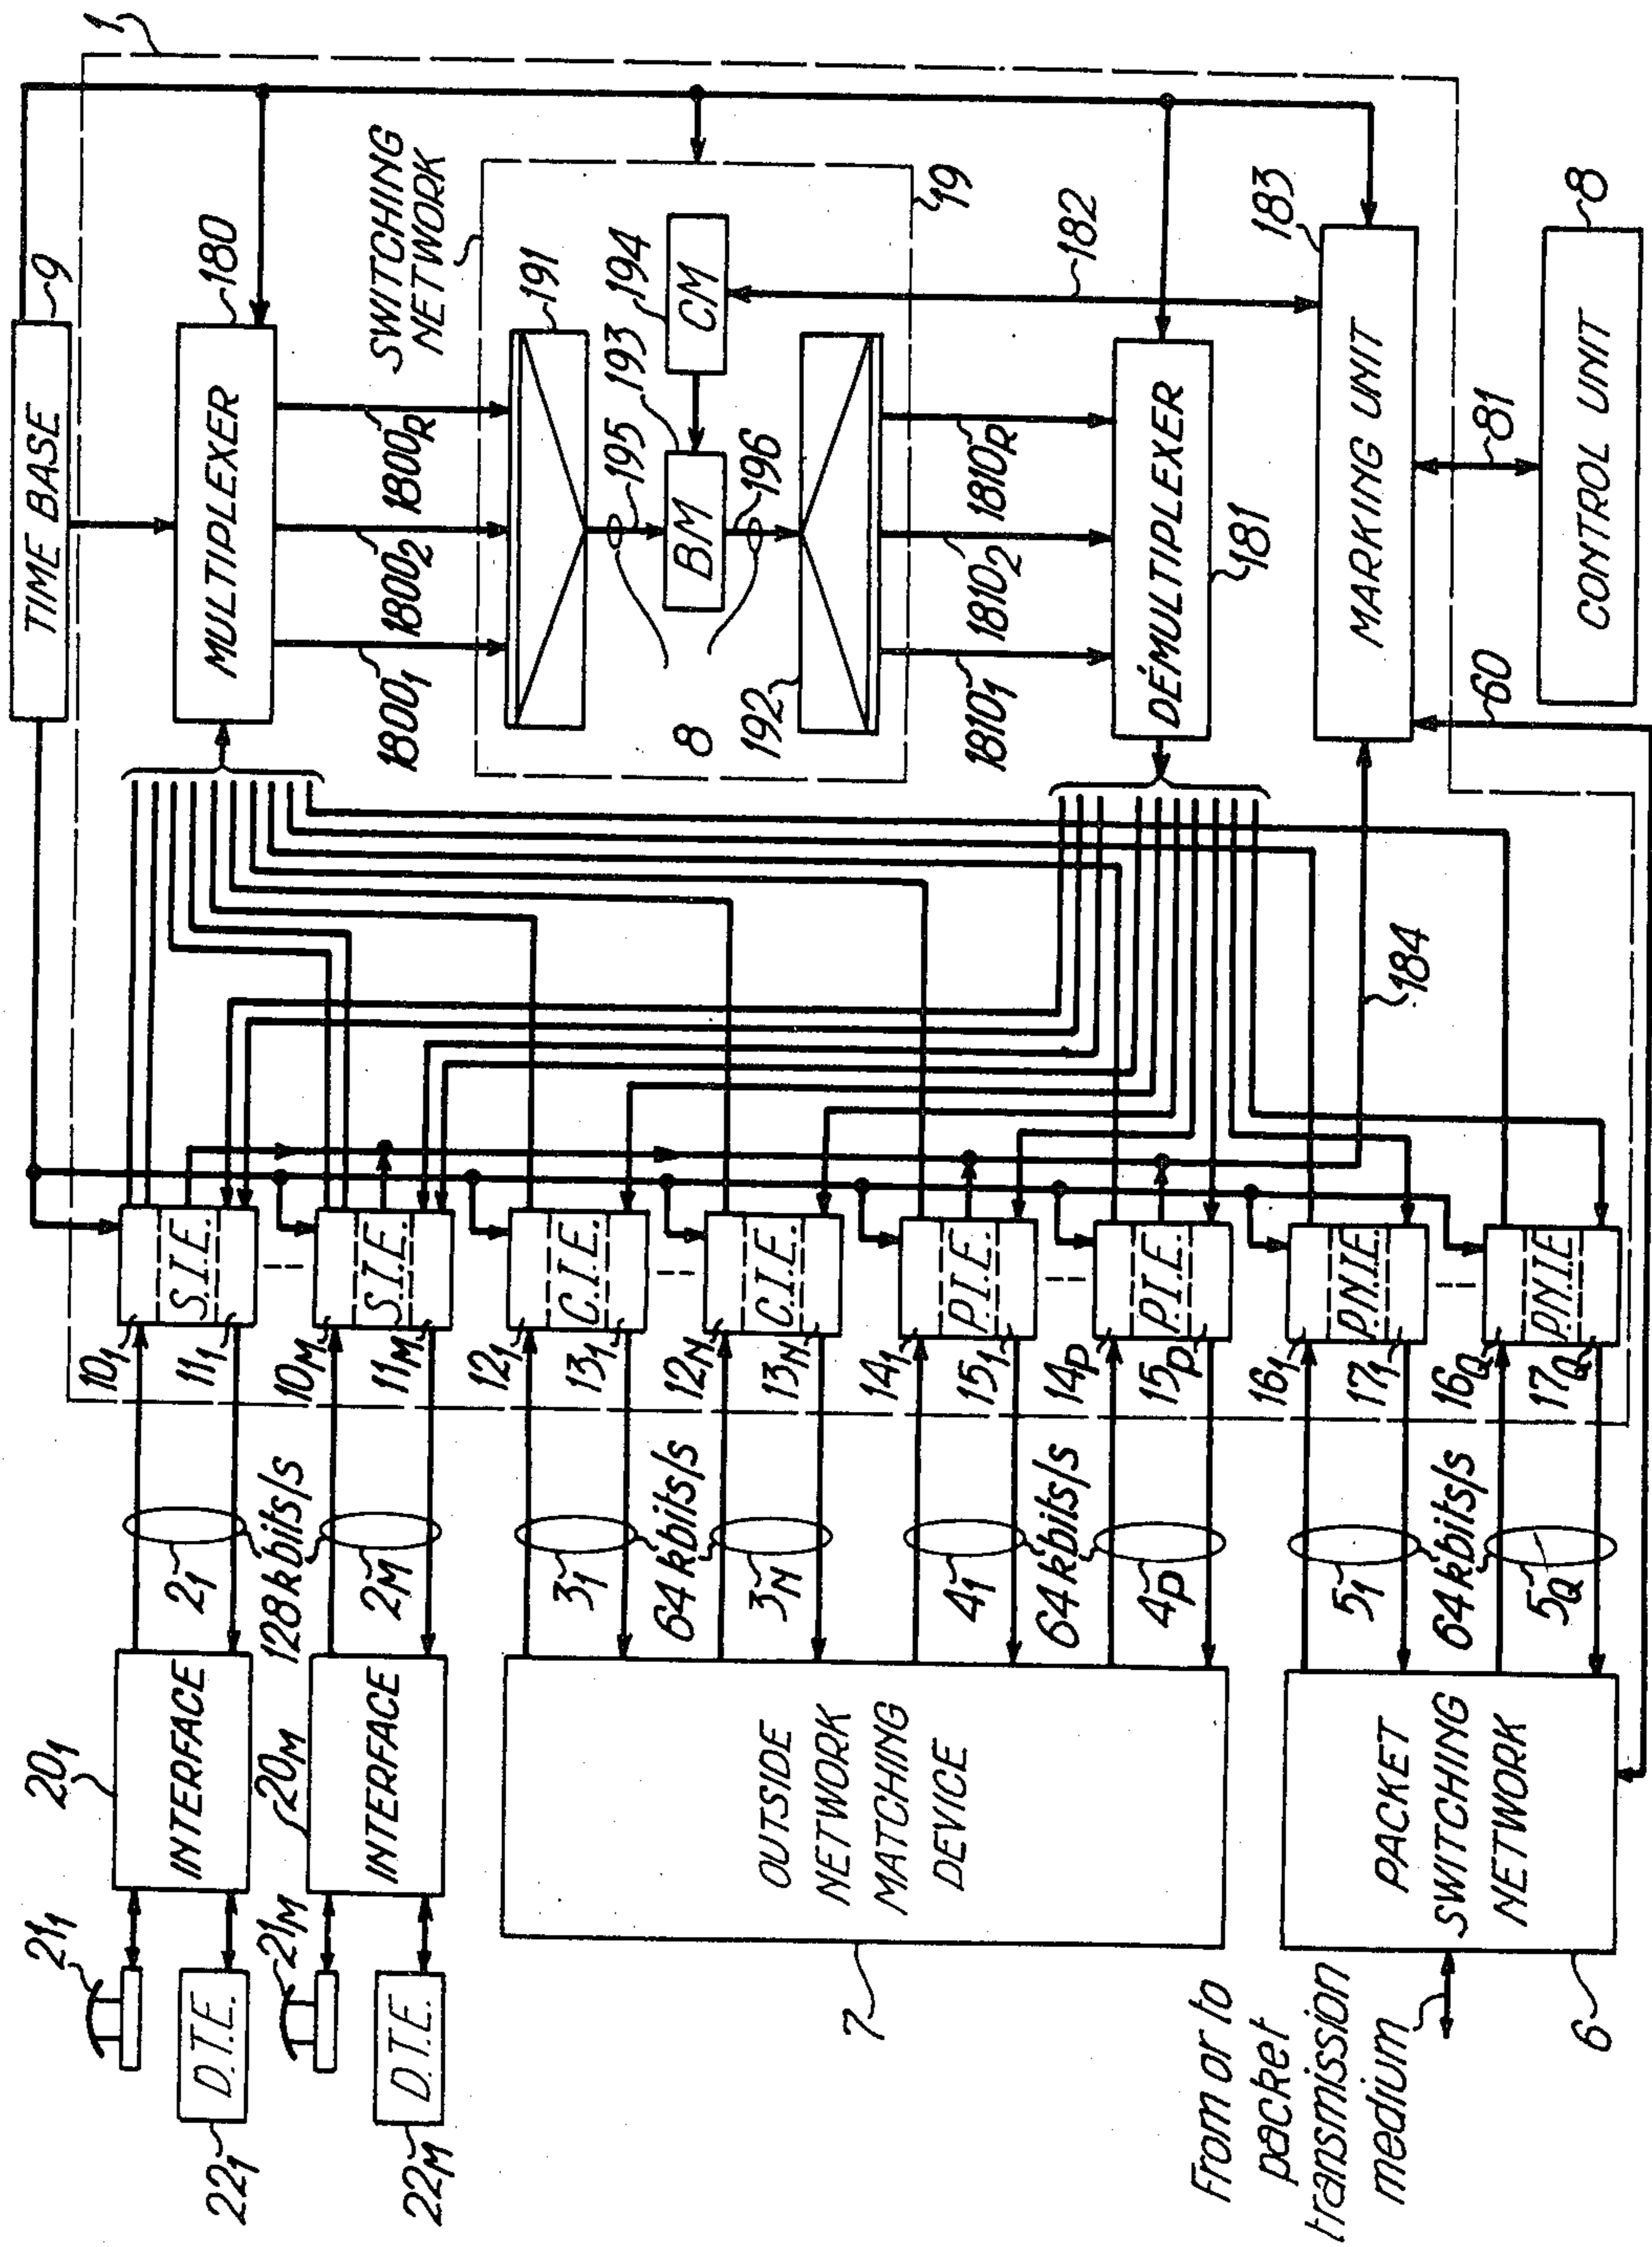 21₁
20₁
INTERFACE
D.T.E.
22₁
21M
20M
INTERFACE
D.T.E.
22M
2₁
128 kbits/s
2M
10₁
S.I.E.
11₁
10M
S.I.E.
11M
7
OUTSIDE
NETWORK
MATCHING
DEVICE
3₁
64 kbits/s
3N
12₁
C.I.E.
13₁
12N
C.I.E.
13N
4₁
64 kbits/s
4P
14₁
P.I.E.
15₁
14P
P.I.E.
15P
From or to
packet
transmission
medium
6
PACKET
SWITCHING
NETWORK
5₁
64 kbits/s
5Q
16₁
P.N.I.E.
17₁
16Q
P.N.I.E.
17Q
TIME BASE
9
1
MULTIPLEXER
180
1800₁
1800₂
1800R
SWITCHING
NETWORK
191
195
193
194
8
BM
CM
196
192
19
1810₁
1810₂
1810R
182
DÉMULTIPLEXER
181
184
MARKING UNIT
183
60
81
CONTROL UNIT
8